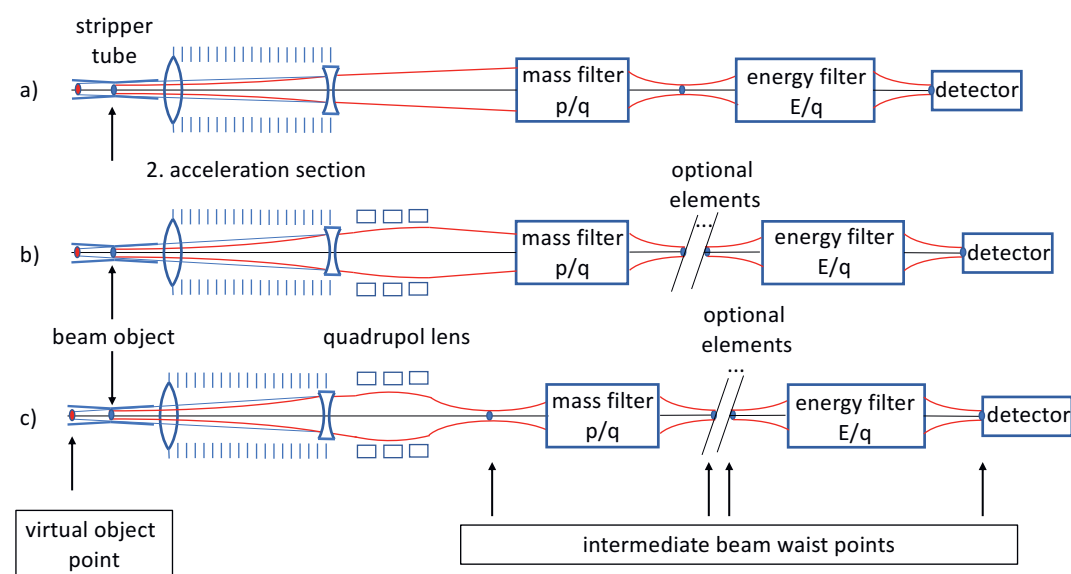 stripper
tube
a)
mass filter
p/q
energy filter
E/q
detector
2. acceleration section
optional
elements
...
b)
mass filter
p/q
energy filter
E/q
detector
beam object
quadrupol lens
optional
elements
...
c)
mass filter
p/q
energy filter
E/q
detector
virtual object
point
intermediate beam waist points